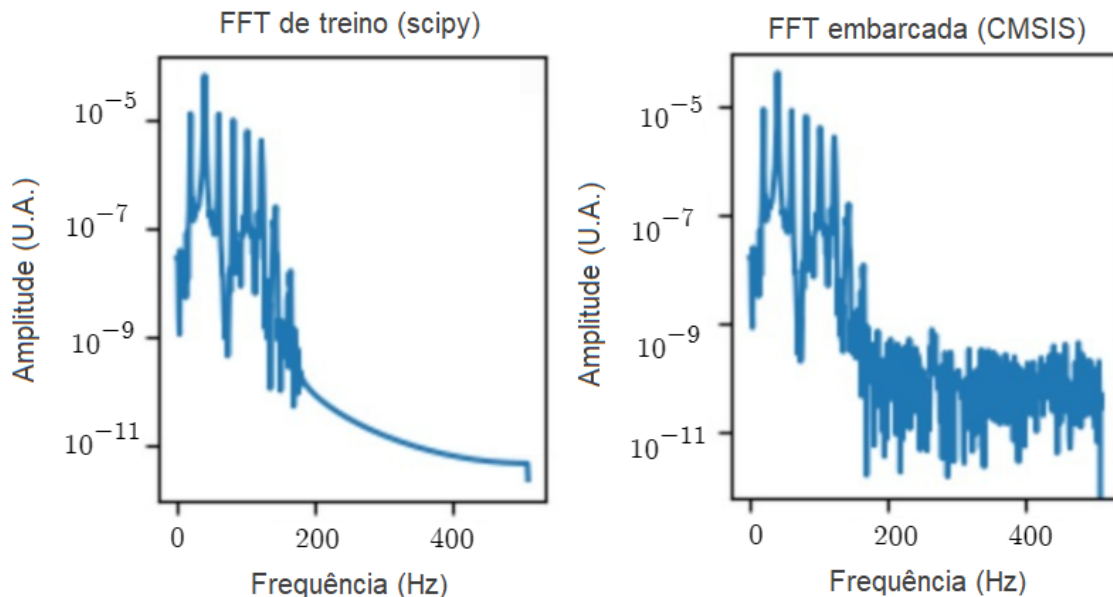 FFT de treino (scipy)
Amplitude (U.A.)
10⁻⁵
10⁻⁷
10⁻⁹
10⁻¹¹
0 200 400
Frequência (Hz)
FFT embarcada (CMSIS)
Amplitude (U.A.)
10⁻⁵
10⁻⁷
10⁻⁹
10⁻¹¹
0 200 400
Frequência (Hz)